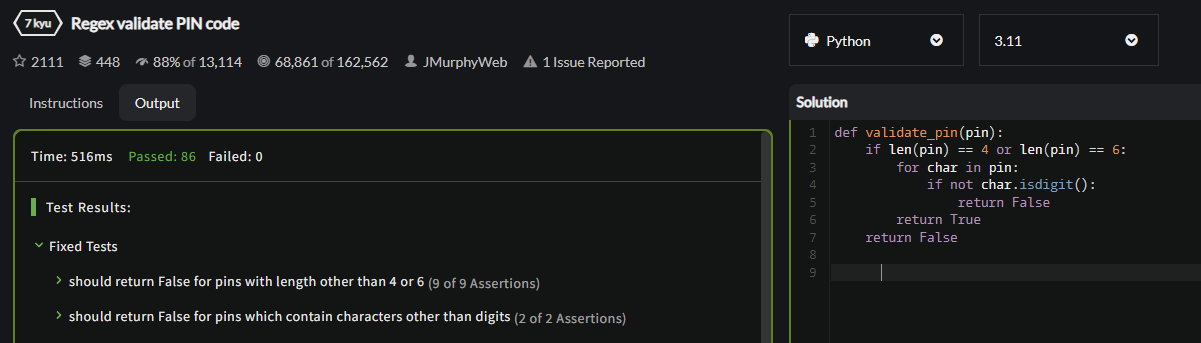 7 kyu Regex validate PIN code
2111 448 88% of 13,114 68,861 of 162,562 JMurphyWeb 1 Issue Reported
Instructions Output
Time: 516ms Passed: 86 Failed: 0
Test Results:
Fixed Tests
should return False for pins with length other than 4 or 6 (9 of 9 Assertions)
should return False for pins which contain characters other than digits (2 of 2 Assertions)
Python 3.11
Solution
1 def validate_pin(pin):
2     if len(pin) == 4 or len(pin) == 6:
3         for char in pin:
4             if not char.isdigit():
5                 return False
6         return True
7     return False
8
9